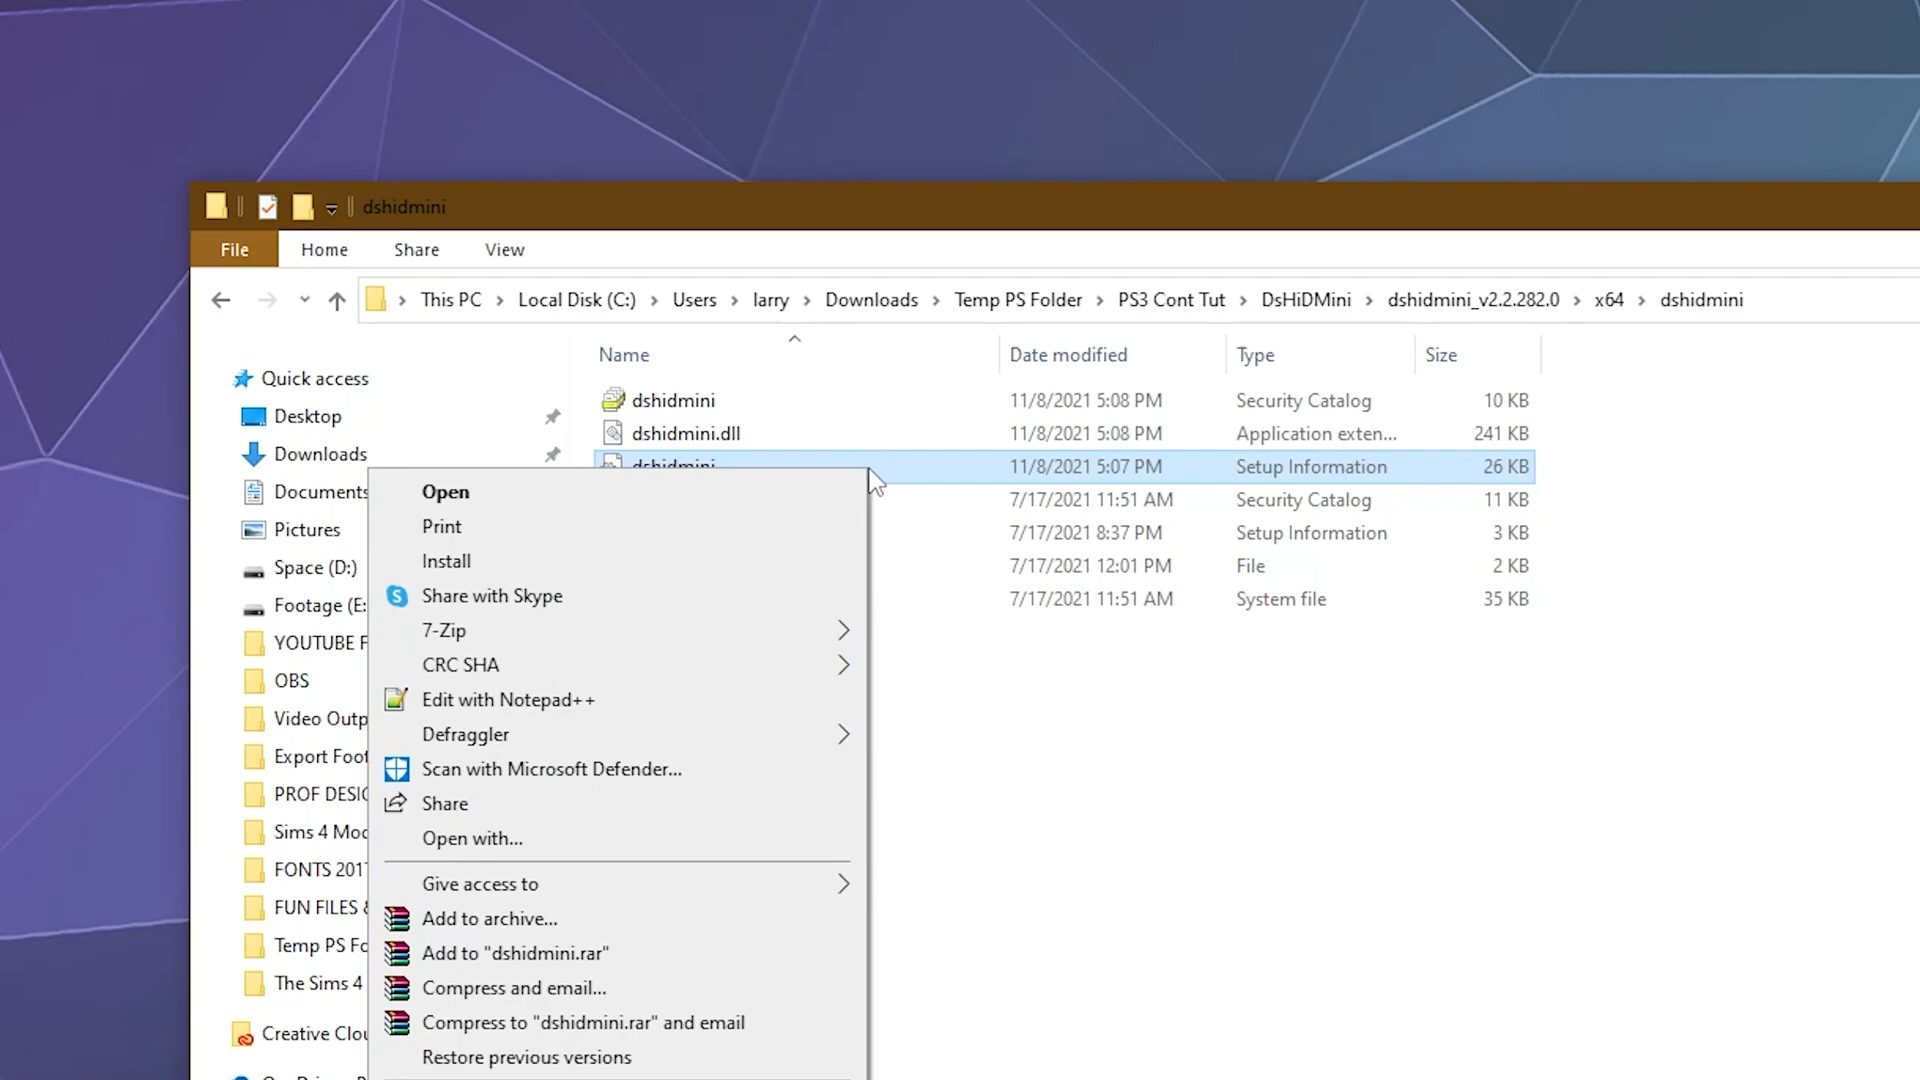 dshidmini
File Home Share View
This PC Local Disk (C:) Users larry Downloads Temp PS Folder PS3 Cont Tut DsHiDMini dshidmini_v2.2.282.0 x64 dshidmini
Name Date modified Type Size
Quick access
Desktop
Downloads
Documents
Pictures
Space (D:)
Footage (E:
YOUTUBE F
OBS
Video Outp
Export Foot
PROF DESIG
Sims 4 Mod
FONTS 2017
FUN FILES &
Temp PS Fo
The Sims 4
Creative Clou
dshidmini 11/8/2021 5:08 PM Security Catalog 10 KB
dshidmini.dll 11/8/2021 5:08 PM Application exten... 241 KB
dshidmini 11/8/2021 5:07 PM Setup Information 26 KB
7/17/2021 11:51 AM Security Catalog 11 KB
7/17/2021 8:37 PM Setup Information 3 KB
7/17/2021 12:01 PM File 2 KB
7/17/2021 11:51 AM System file 35 KB
Open
Print
Install
Share with Skype
7-Zip
CRC SHA
Edit with Notepad++
Defraggler
Scan with Microsoft Defender...
Share
Open with...
Give access to
Add to archive...
Add to "dshidmini.rar"
Compress and email...
Compress to "dshidmini.rar" and email
Restore previous versions